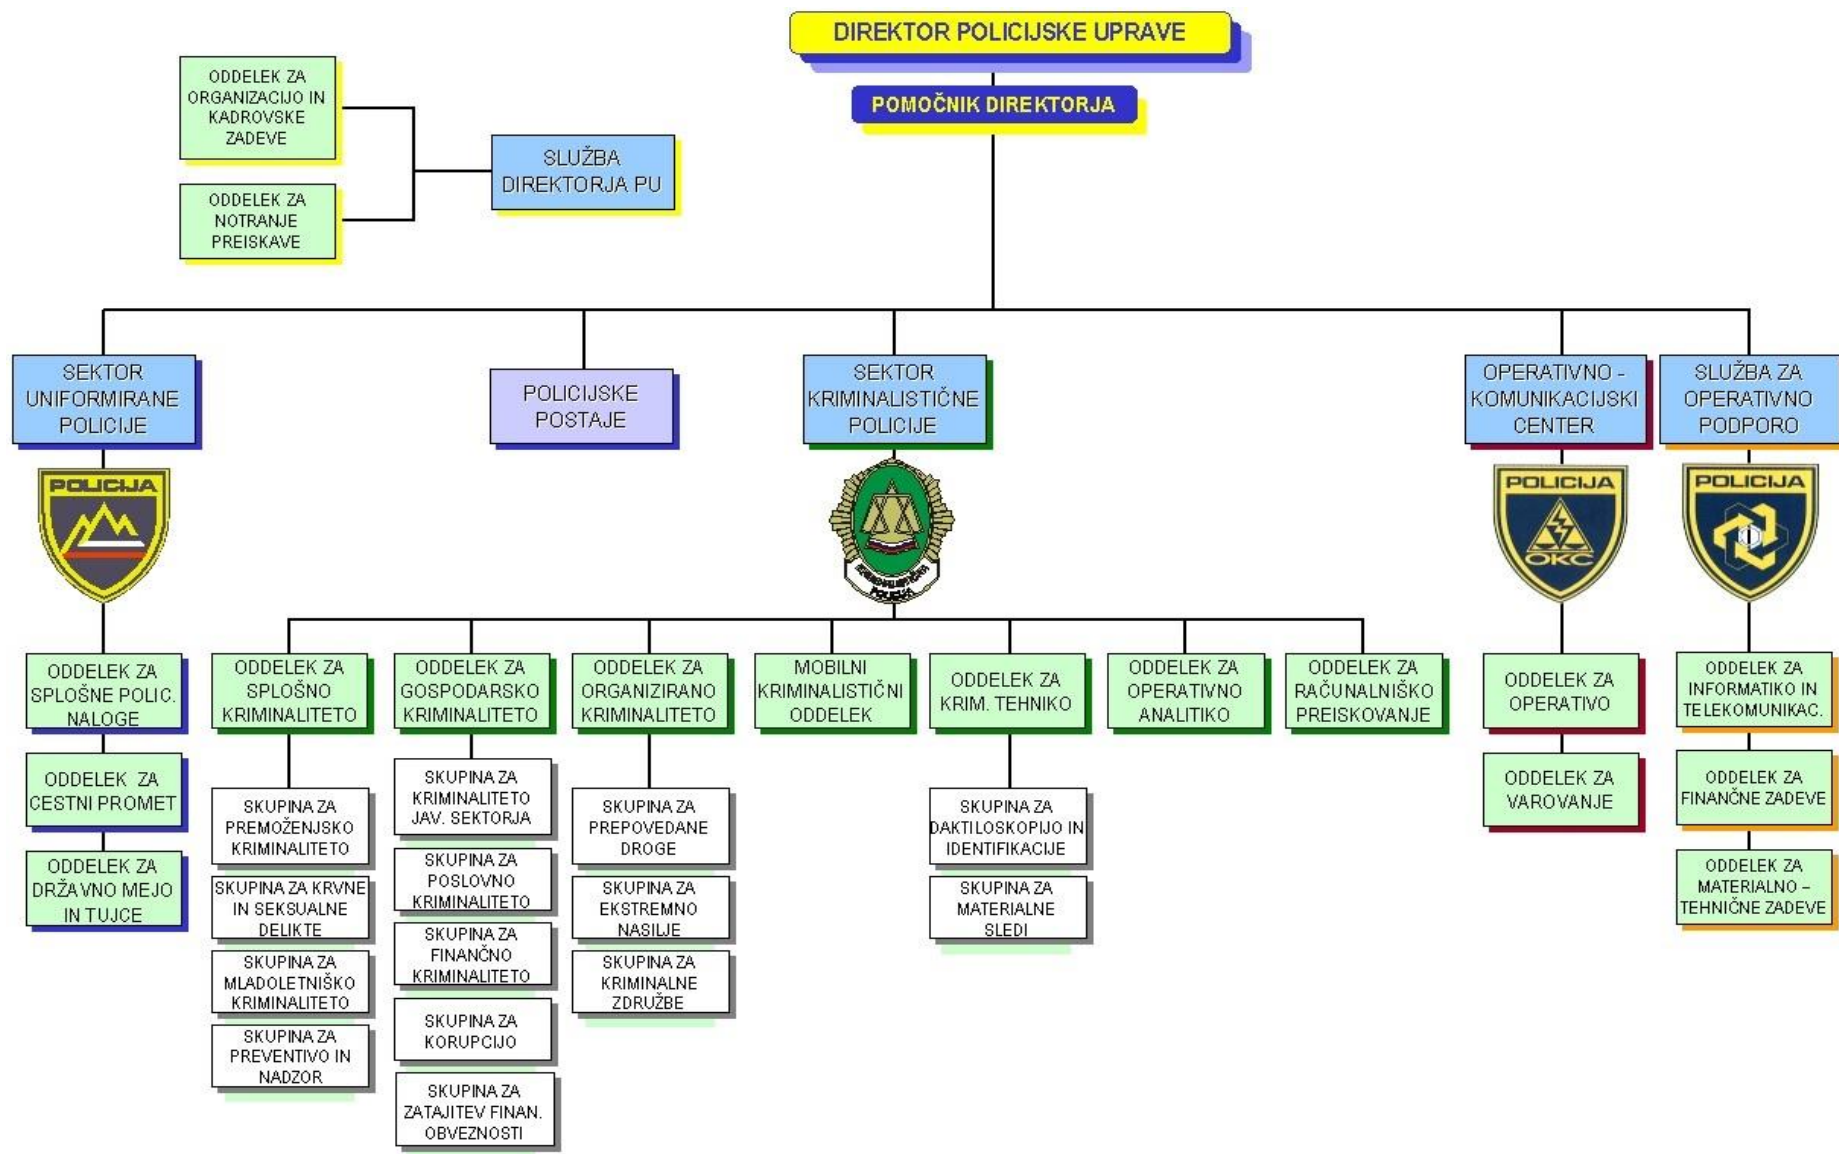 DIREKTOR POLICIJSKE UPRAVE
POMOČNIK DIREKTORJA
ODDELEK ZA
ORGANIZACIJO IN
KADROVSKE
ZADEVE
ODDELEK ZA
NOTRANJE
PREISKAVE
SLUŽBA
DIREKTORJA PU
SEKTOR
UNIFORMIRANE
POLICIJE
POLICIJSKE
POSTAJE
SEKTOR
KRIMINALISTIČNE
POLICIJE
OPERATIVNO -
KOMUNIKACIJSKI
CENTER
SLUŽBA ZA
OPERATIVNO
PODPORO
POLICIJA
KRIMINALISTIČNA
POLICIJA
POLICIJA
OKC
POLICIJA
ODDELEK ZA
SPLOŠNE POLIC.
NALOGE
ODDELEK ZA
CESTNI PROMET
ODDELEK ZA
DRŽAVNO MEJO
IN TUJCE
ODDELEK ZA
SPLOŠNO
KRIMINALITETO
SKUPINA ZA
PREMOŽENJSKO
KRIMINALITETO
SKUPINA ZA KRVNE
IN SEKSUALNE
DELIKTE
SKUPINA ZA
MLADOLETNIŠKO
KRIMINALITETO
SKUPINA ZA
PREVENTIVO IN
NADZOR
ODDELEK ZA
GOSPODARSKO
KRIMINALITETO
SKUPINA ZA
KRIMINALITETO
JAV. SEKTORJA
SKUPINA ZA
POSLOVNO
KRIMINALITETO
SKUPINA ZA
FINANČNO
KRIMINALITETO
SKUPINA ZA
KORUPCIJO
SKUPINA ZA
ZATAJITEV FINAN.
OBVEZNOSTI
ODDELEK ZA
ORGANIZIRANO
KRIMINALITETO
SKUPINA ZA
PREPOVEDANE
DROGE
SKUPINA ZA
EKSTREMNO
NASILJE
SKUPINA ZA
KRIMINALNE
ZDRUŽBE
MOBILNI
KRIMINALISTIČNI
ODDELEK
ODDELEK ZA
KRIM. TEHNIKO
SKUPINA ZA
DAKTILOSKOPIJO IN
IDENTIFIKACIJE
SKUPINA ZA
MATERIALNE
SLEDI
ODDELEK ZA
OPERATIVNO
ANALITIKO
ODDELEK ZA
RAČUNALNIŠKO
PREISKOVANJE
ODDELEK ZA
OPERATIVO
ODDELEK ZA
VAROVANJE
ODDELEK ZA
INFORMATIKO IN
TELEKOMUNIKAC.
ODDELEK ZA
FINANČNE ZADEVE
ODDELEK ZA
MATERIALNO –
TEHNIČNE ZADEVE